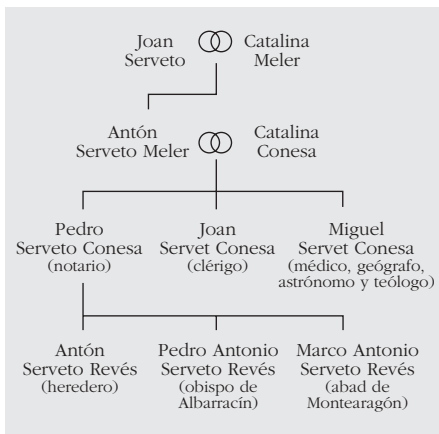 Joan
Serveto
Catalina
Meler
Antón
Serveto Meler
Catalina
Conesa
Pedro
Serveto Conesa
(notario)
Joan
Servet Conesa
(clérigo)
Miguel
Servet Conesa
(médico, geógrafo,
astrónomo y teólogo)
Antón
Serveto Revés
(heredero)
Pedro Antonio
Serveto Revés
(obispo de
Albarracín)
Marco Antonio
Serveto Revés
(abad de
Montearagón)